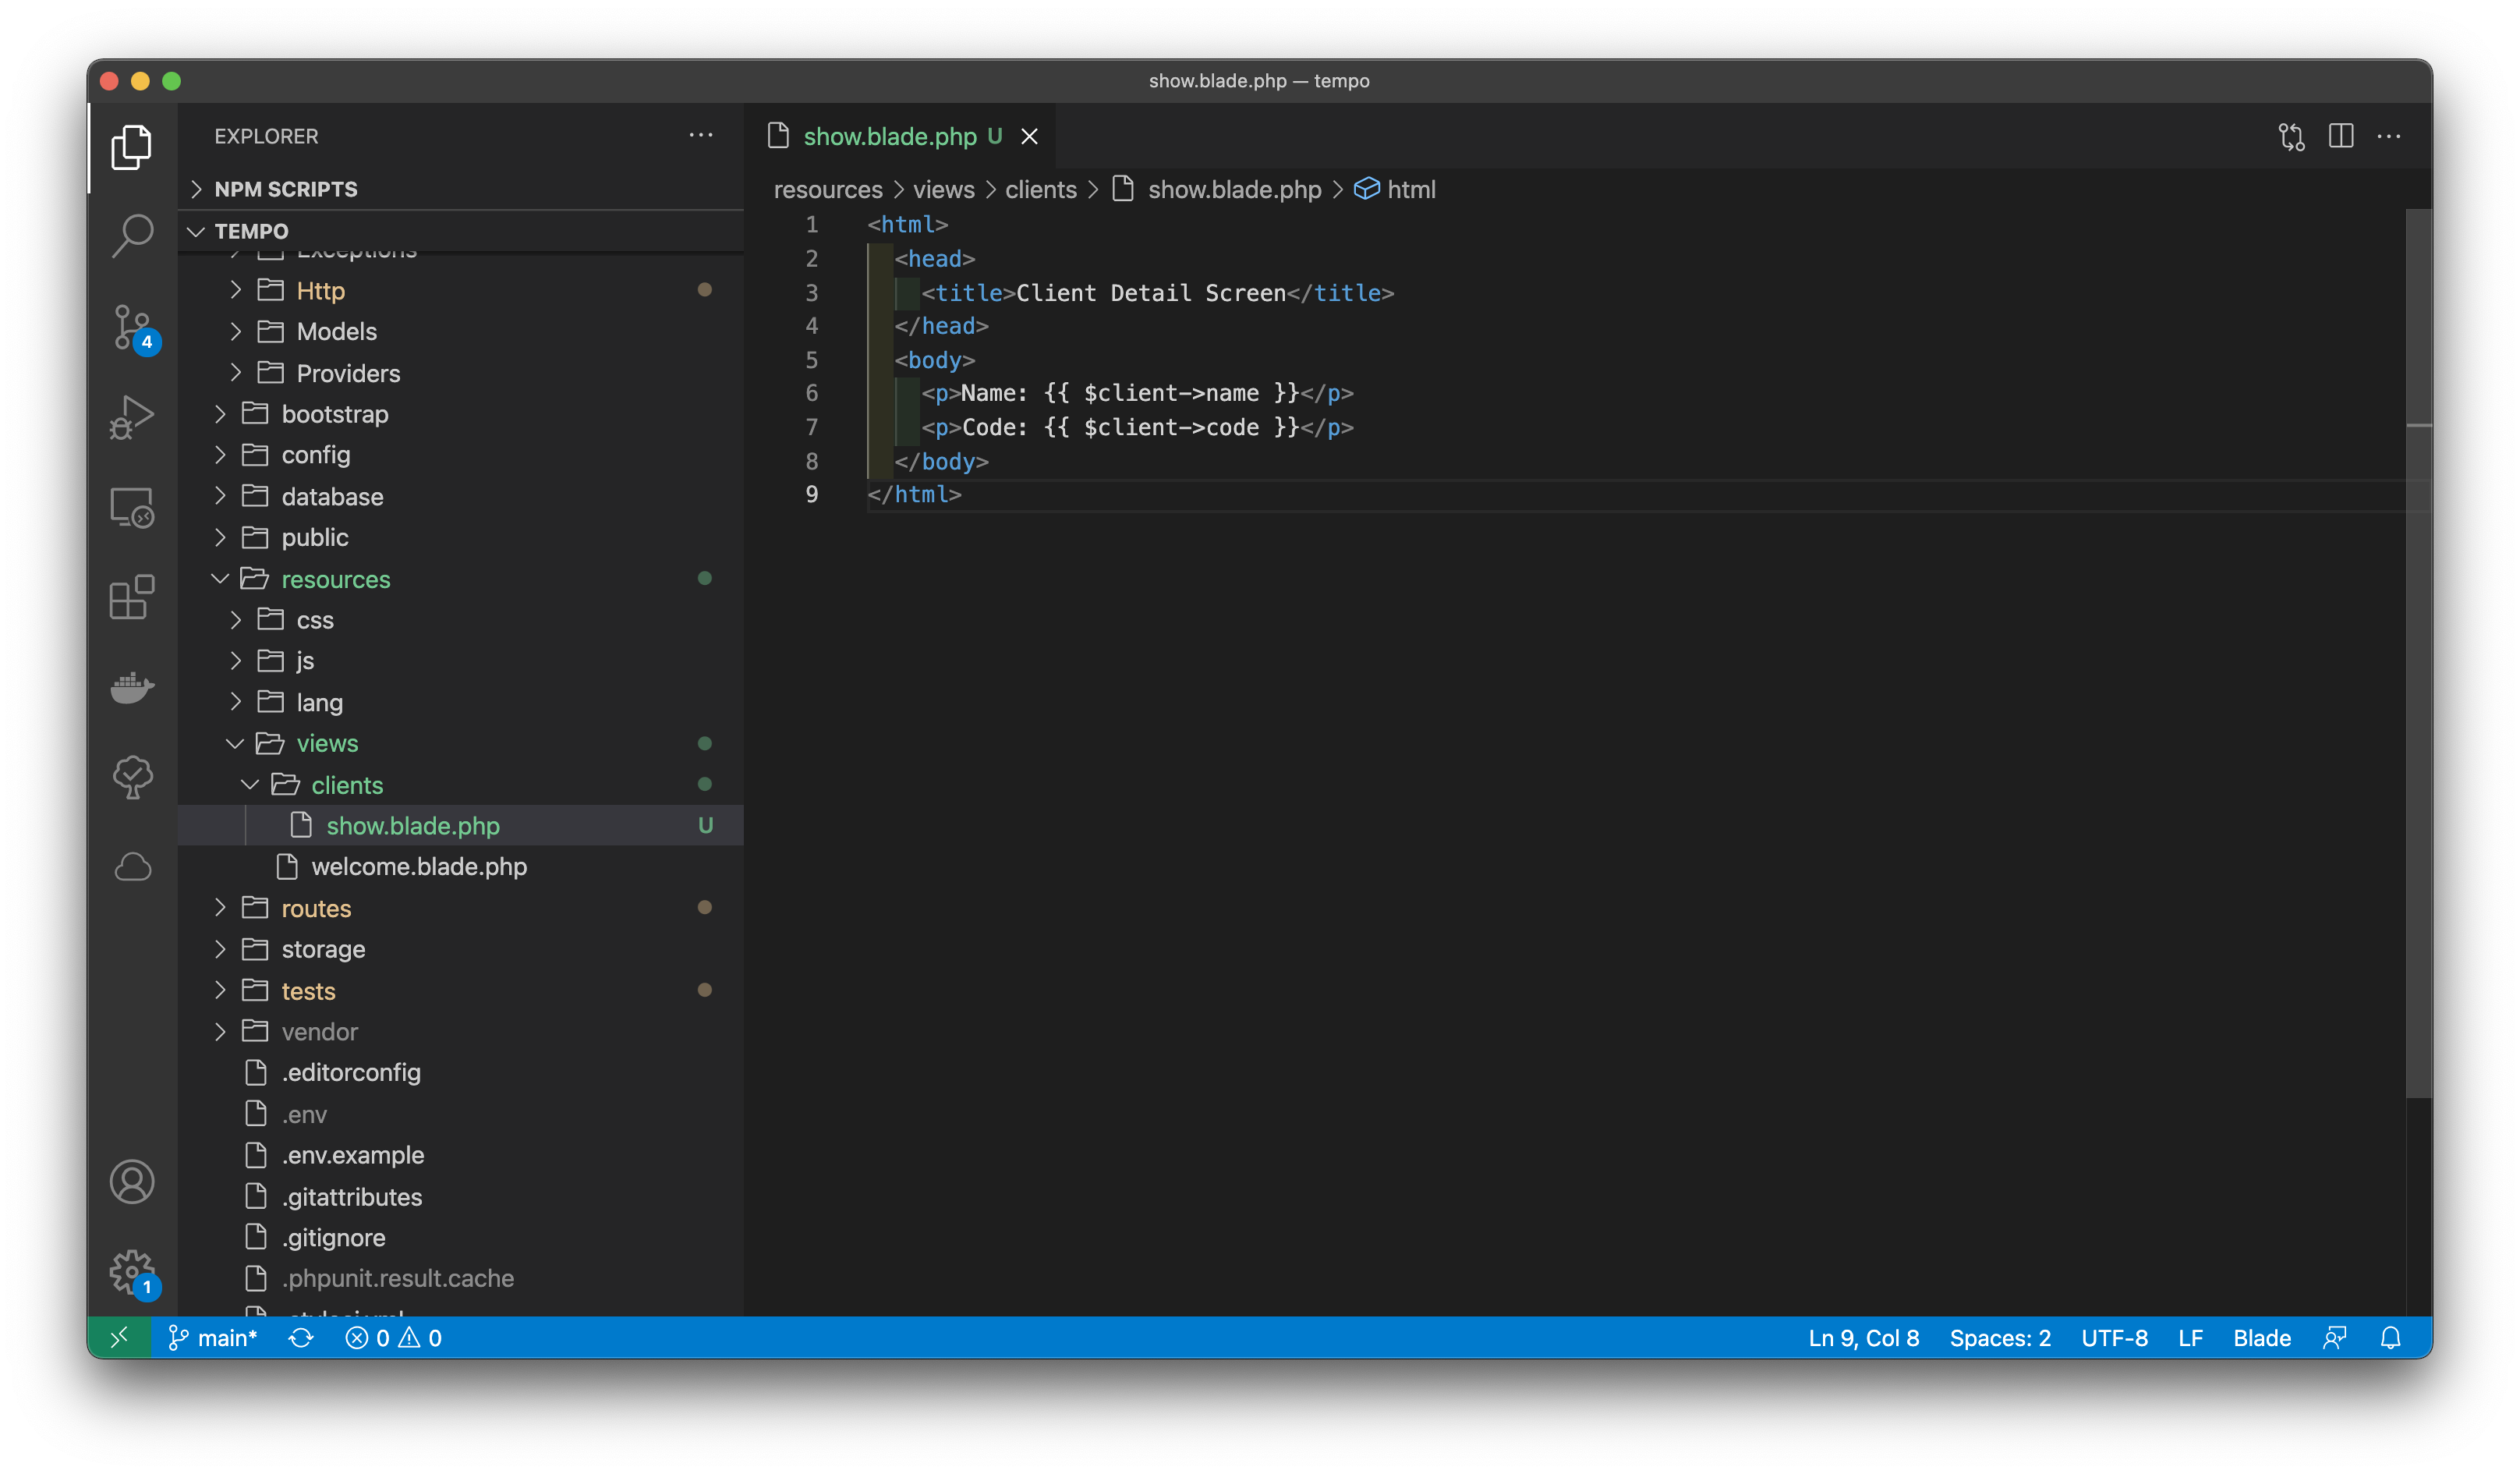 show.blade.php — tempo
EXPLORER
NPM SCRIPTS
TEMPO
Exceptions
Http
Models
Providers
bootstrap
config
database
public
resources
css
js
lang
views
clients
show.blade.php U
welcome.blade.php
routes
storage
tests
vendor
.editorconfig
.env
.env.example
.gitattributes
.gitignore
.phpunit.result.cache
4
1
show.blade.php U
resources > views > clients > show.blade.php > html
1 <html>
2   <head>
3     <title>Client Detail Screen</title>
4   </head>
5   <body>
6     <p>Name: {{ $client->name }}</p>
7     <p>Code: {{ $client->code }}</p>
8   </body>
9 </html>
main* 0 0 Ln 9, Col 8 Spaces: 2 UTF-8 LF Blade